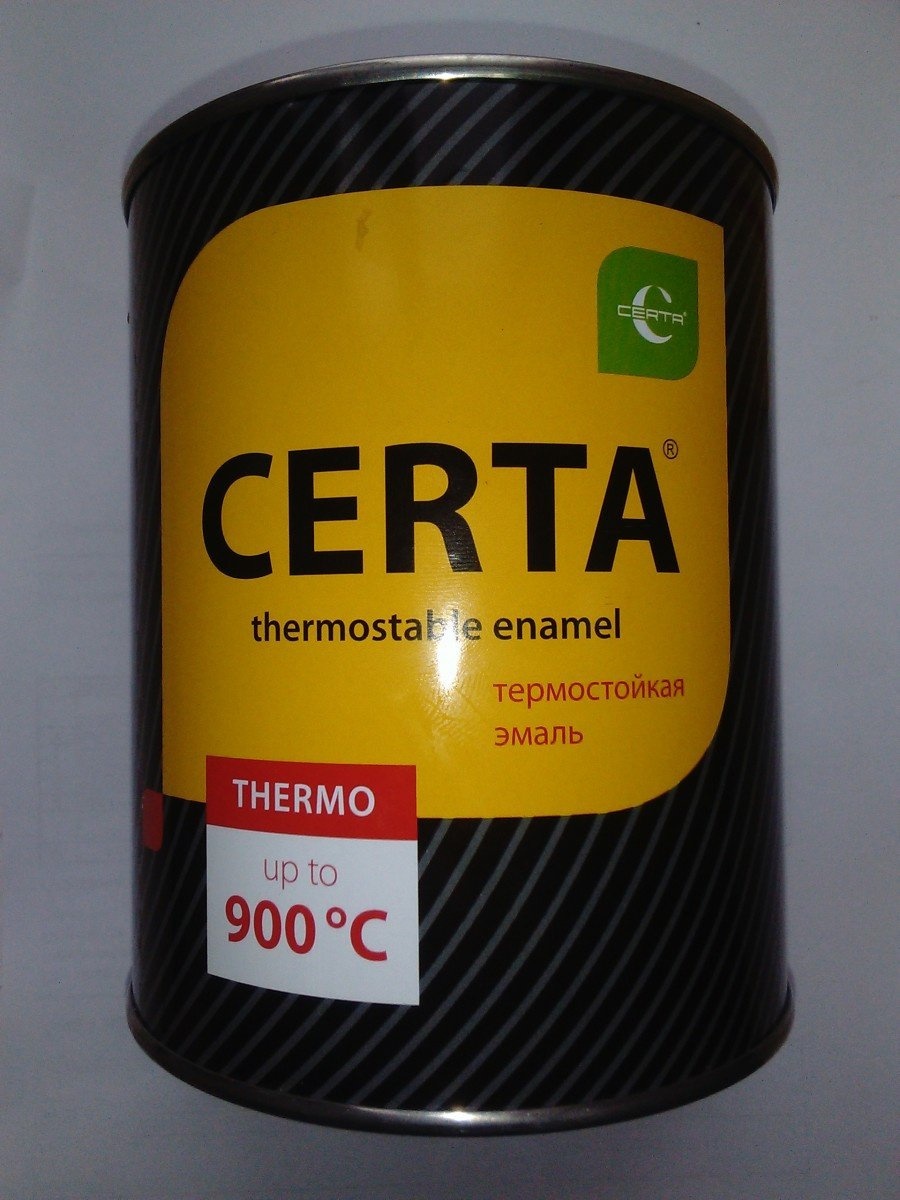 CERTA®
CERTA®
thermostable enamel
термостойкая
эмаль
THERMO
up to
900 °C